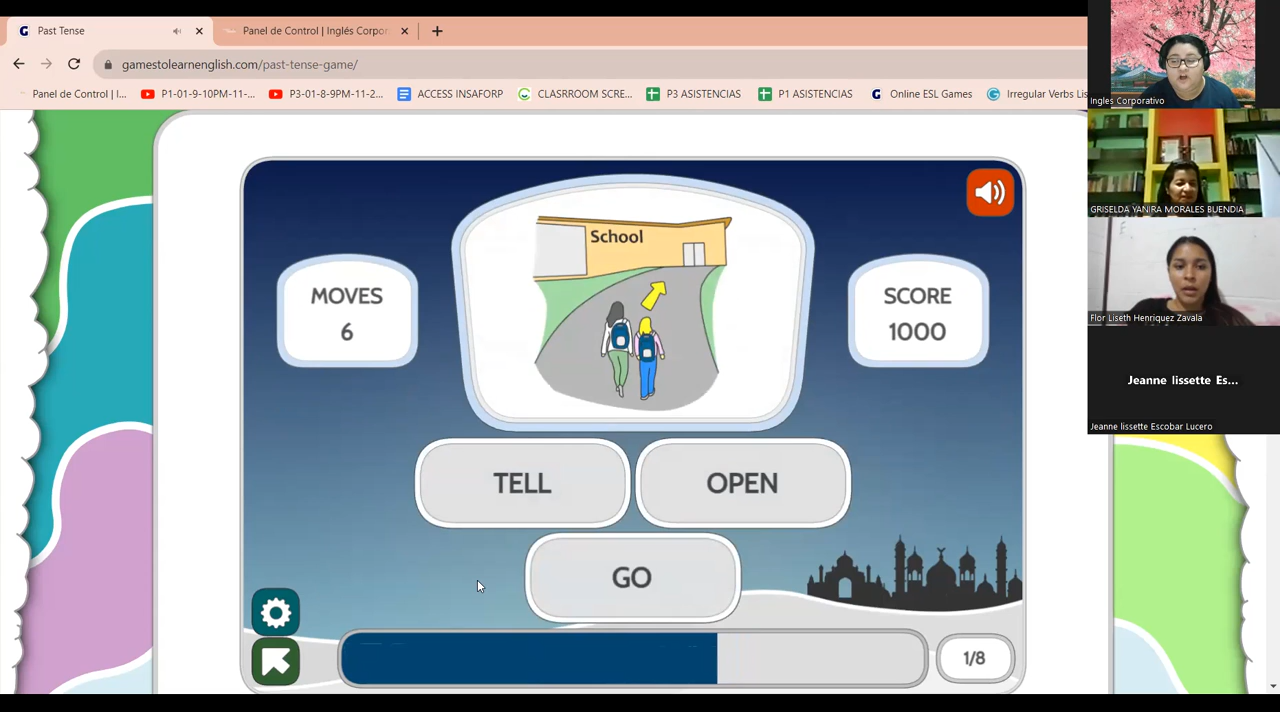 Past Tense
Panel de Control | Inglés Corpor
gamestolearnenglish.com/past-tense-game/
Panel de Control | I...
P1-01-9-10PM-11-...
P3-01-8-9PM-11-2...
ACCESS INSAFORP
CLASRROOM SCRE...
P3 ASISTENCIAS
P1 ASISTENCIAS
Online ESL Games
Irregular Verbs Lis
Ingles Corporativo
GRISELDA YANIRA MORALES BUENDIA
Flor Liseth Henriquez Zavala
Jeanne lissette Es...
Jeanne lissette Escobar Lucero
School
MOVES
6
SCORE
1000
TELL
OPEN
GO
1/8